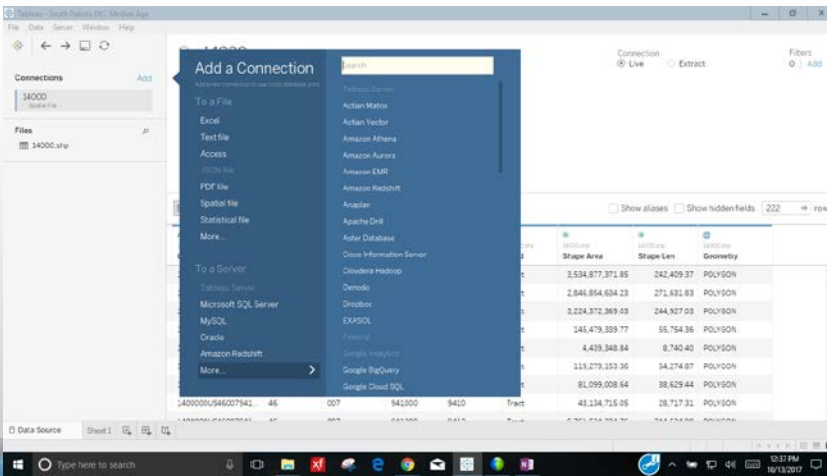 Tableau - South Dakota EEC Median Age
File Data Server Window Help
Connections Add
14000
Spatial file
Files
14000.shp
Add a Connection
To a File
Excel
Text file
Access
JSON file
PDF file
Spatial file
Statistical file
More...
To a Server
Tableau Server
Microsoft SQL Server
MySQL
Oracle
Amazon Redshift
More...
Search
Tableau Server
Actian Matrix
Actian Vector
Amazon Athena
Amazon Aurora
Amazon EMR
Amazon Redshift
Anaplan
Apache Drill
Aster Database
Cisco Information Server
Cloudera Hadoop
Denodo
Dropbox
EXASOL
Firebird
Google Analytics
Google BigQuery
Google Cloud SQL
Connection
Live Extract
Filters
0 Add
Show aliases Show hidden fields 222 row
Shape Area Shape Len Geometry
3,534,877,371.85 242,409.37 POLYGON
2,846,854,634.23 271,631.83 POLYGON
3,224,372,369.03 244,927.03 POLYGON
145,479,339.77 55,754.36 POLYGON
4,439,348.84 8,740.40 POLYGON
113,279,153.36 54,274.87 POLYGON
81,099,008.64 38,629.44 POLYGON
1400000US46007941... 46 007 941000 9410 Tract 43,134,715.05 28,717.31 POLYGON
Data Source Sheet 1
Type here to search
12:37 PM
10/13/2017